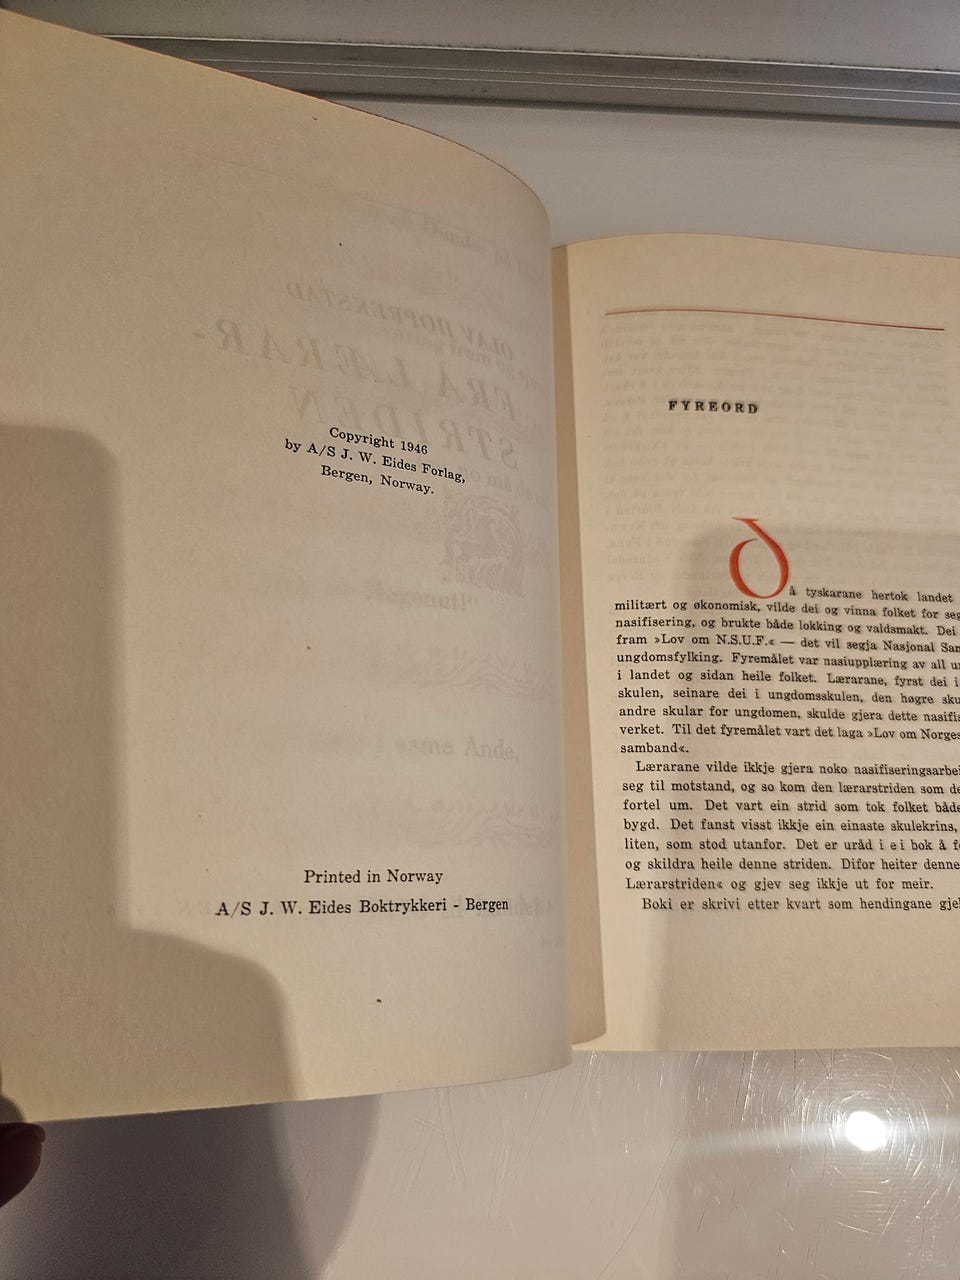 Copyright 1946
by A/S J. W. Eides Forlag,
Bergen, Norway.
Printed in Norway
A/S J. W. Eides Boktrykkeri - Bergen
FYREORD
Då tyskarane hertok landet
militært og økonomisk, vilde dei og vinna folket for
nasifisering, og brukte både lokking og valdsmakt. Dei
fram »Lov om N.S.U.F.« — det vil segja Nasjonal
ungdomsfylking. Fyremålet var nasiupplæring av all
i landet og sidan heile folket. Lærarane, fyrst dei i
skulen, seinare dei i ungdomsskulen, den høgre
andre skular for ungdomen, skulde gjera dette
verket. Til det fyremålet vart det laga »Lov om Norges
samband«.
Lærarane vilde ikkje gjera noko
seg til motstand, og so kom den lærarstriden som
fortel um. Det vart ein strid som tok folket både
bygd. Det fanst visst ikkje ein einaste skulekrins,
liten, som stod utanfor. Det er uråd i ei bok å
og skildra heile denne striden. Difor heiter denne
Lærarstriden« og gjev seg ikkje ut for meir.
Boki er skrivi etter kvart som hendingane